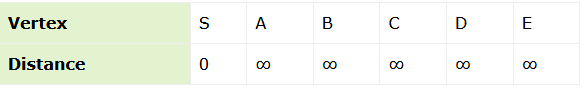 Vertex S A B C D E
Distance 0 ∞ ∞ ∞ ∞ ∞